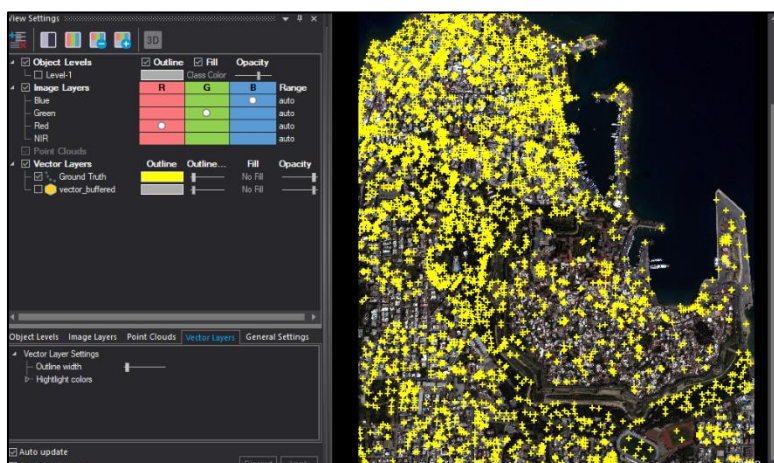 View Settings
3D
Object Levels Outline Fill Opacity
Level-1 Class Color
Image Layers R G B Range
Blue auto
Green auto
Red auto
NIR auto
Point Clouds
Vector Layers Outline Outline... Fill Opacity
Ground Truth No Fill
vector_buffered No Fill
Object Levels Image Layers Point Clouds Vector Layers General Settings
Vector Layer Settings
Outline width
Highlight colors
Auto update